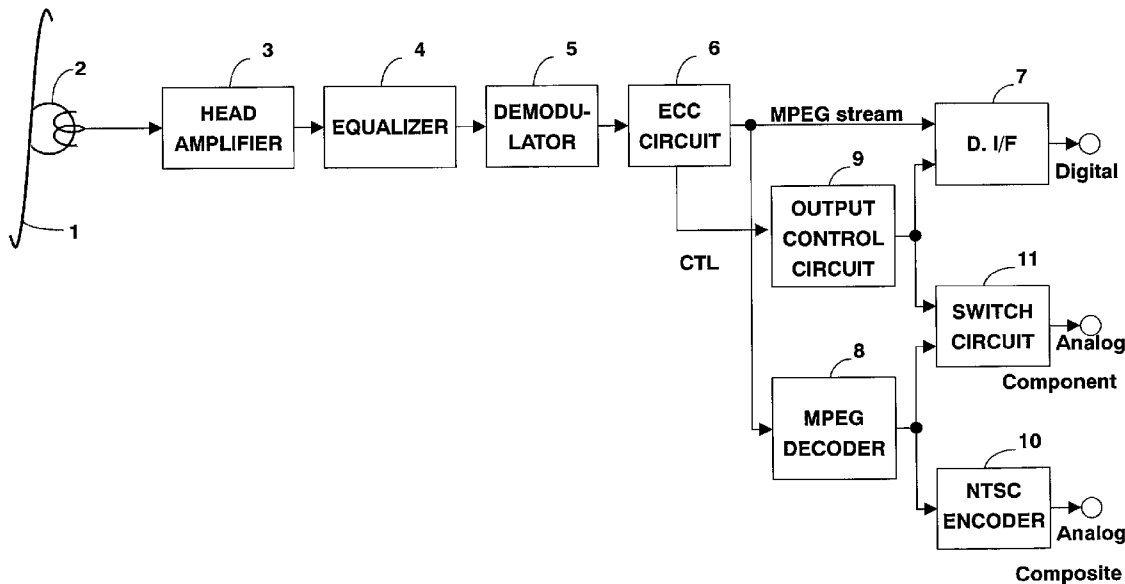 1
2
3
HEAD
AMPLIFIER
4
EQUALIZER
5
DEMODU-
LATOR
6
ECC
CIRCUIT
MPEG stream
CTL
7
D. I/F
Digital
9
OUTPUT
CONTROL
CIRCUIT
11
SWITCH
CIRCUIT
Analog
Component
8
MPEG
DECODER
10
NTSC
ENCODER
Analog
Composite